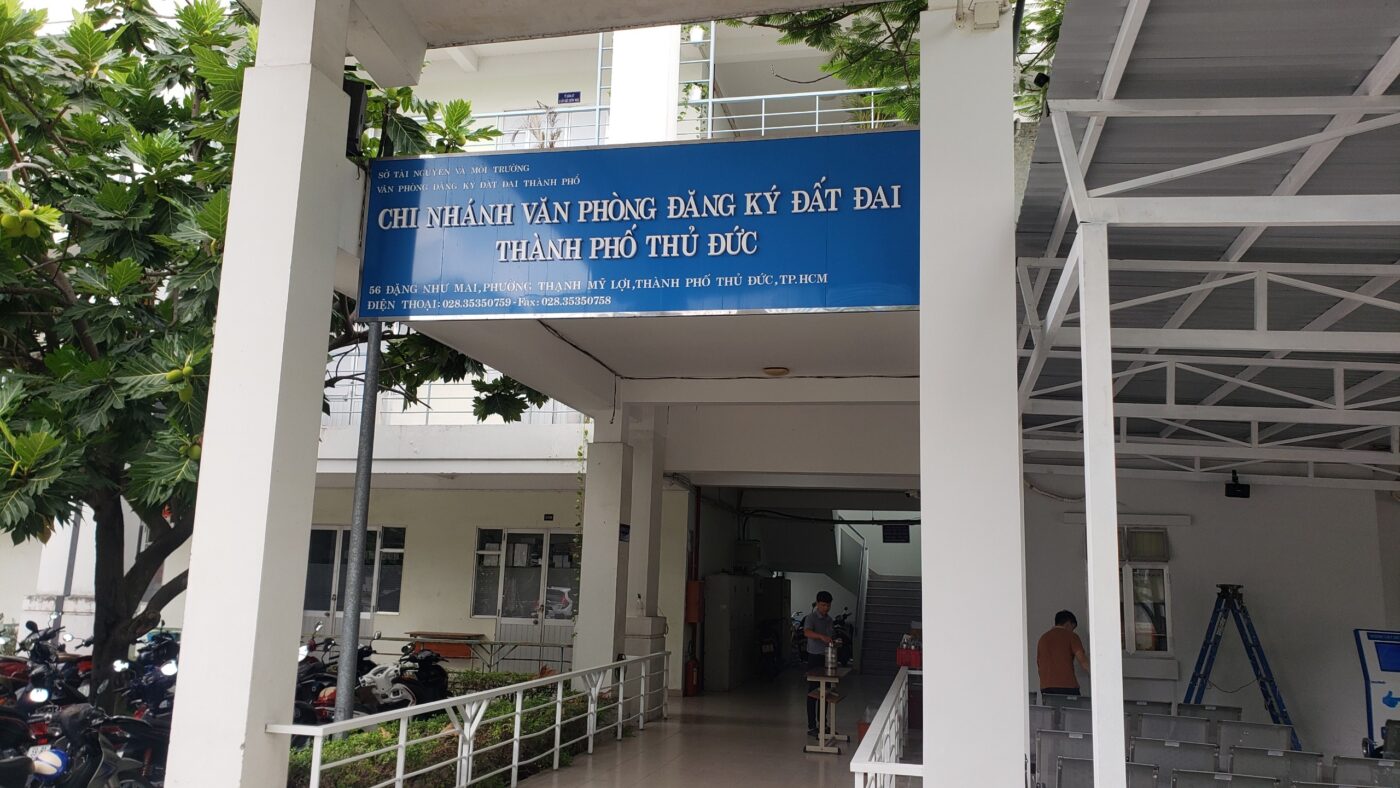 SỞ TÀI NGUYÊN VÀ MÔI TRƯỜNG
VĂN PHÒNG ĐĂNG KÝ ĐẤT ĐAI THÀNH PHỐ
CHI NHÁNH VĂN PHÒNG ĐĂNG KÝ ĐẤT ĐAI
THÀNH PHỐ THỦ ĐỨC
56 ĐẶNG NHƯ MAI, PHƯỜNG THẠNH MỸ LỢI, THÀNH PHỐ THỦ ĐỨC, TP.HCM
ĐIỆN THOẠI: 028.35350759 - Fax: 028.35350758